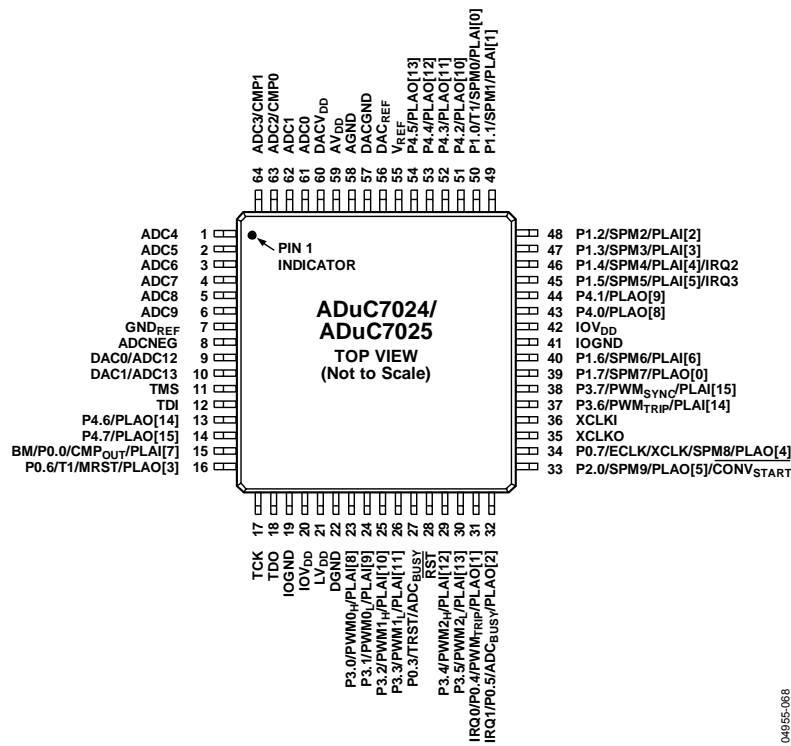 64 ADC3/CMP1
63 ADC2/CMP0
62 ADC1
61 ADC0
60 DACVDD
59 AVDD
58 AGND
57 DACGND
56 DACREF
55 VREF
54 P4.5/PLAO[13]
53 P4.4/PLAO[12]
52 P4.3/PLAO[11]
51 P4.2/PLAO[10]
50 P1.0/T1/SPM0/PLAI[0]
49 P1.1/SPM1/PLAI[1]
ADC4 1
ADC5 2
ADC6 3
ADC7 4
ADC8 5
ADC9 6
GNDREF 7
ADCNEG 8
DAC0/ADC12 9
DAC1/ADC13 10
TMS 11
TDI 12
P4.6/PLAO[14] 13
P4.7/PLAO[15] 14
BM/P0.0/CMPOUT/PLAI[7] 15
P0.6/T1/MRST/PLAO[3] 16
PIN 1
INDICATOR
ADuC7024/
ADuC7025
TOP VIEW
(Not to Scale)
48 P1.2/SPM2/PLAI[2]
47 P1.3/SPM3/PLAI[3]
46 P1.4/SPM4/PLAI[4]/IRQ2
45 P1.5/SPM5/PLAI[5]/IRQ3
44 P4.1/PLAO[9]
43 P4.0/PLAO[8]
42 IOVDD
41 IOGND
40 P1.6/SPM6/PLAI[6]
39 P1.7/SPM7/PLAO[0]
38 P3.7/PWMSYNC/PLAI[15]
37 P3.6/PWMTRIP/PLAI[14]
36 XCLKI
35 XCLKO
34 P0.7/ECLK/XCLK/SPM8/PLAO[4]
33 P2.0/SPM9/PLAO[5]/CONVSTART
TCK 17
TDO 18
IOGND 19
IOVDD 20
LVDD 21
DGND 22
P3.0/PWM0H/PLAI[8] 23
P3.1/PWM0L/PLAI[9] 24
P3.2/PWM1H/PLAI[10] 25
P3.3/PWM1L/PLAI[11] 26
P0.3/TRST/ADCBUSY 27
RST 28
P3.4/PWM2H/PLAI[12] 29
P3.5/PWM2L/PLAI[13] 30
IRQ0/P0.4/PWMTRIP/PLAO[1] 31
IRQ1/P0.5/ADCBUSY/PLAO[2] 32
04955-068